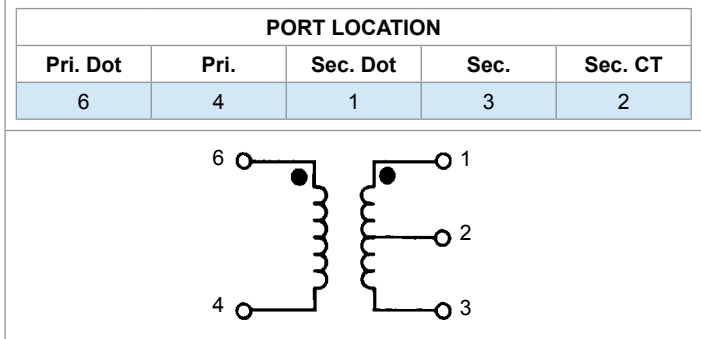 PORT LOCATION
Pri. Dot Pri. Sec. Dot Sec. Sec. CT
6 4 1 3 2
6 1
2
4 3